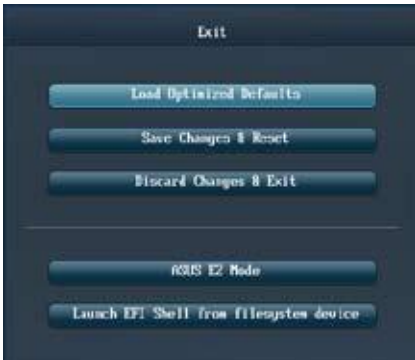 Exit
Load Optimized Defaults
Save Changes & Reset
Discard Changes & Exit
ASUS EZ Mode
Launch EFI Shell from filesystem device